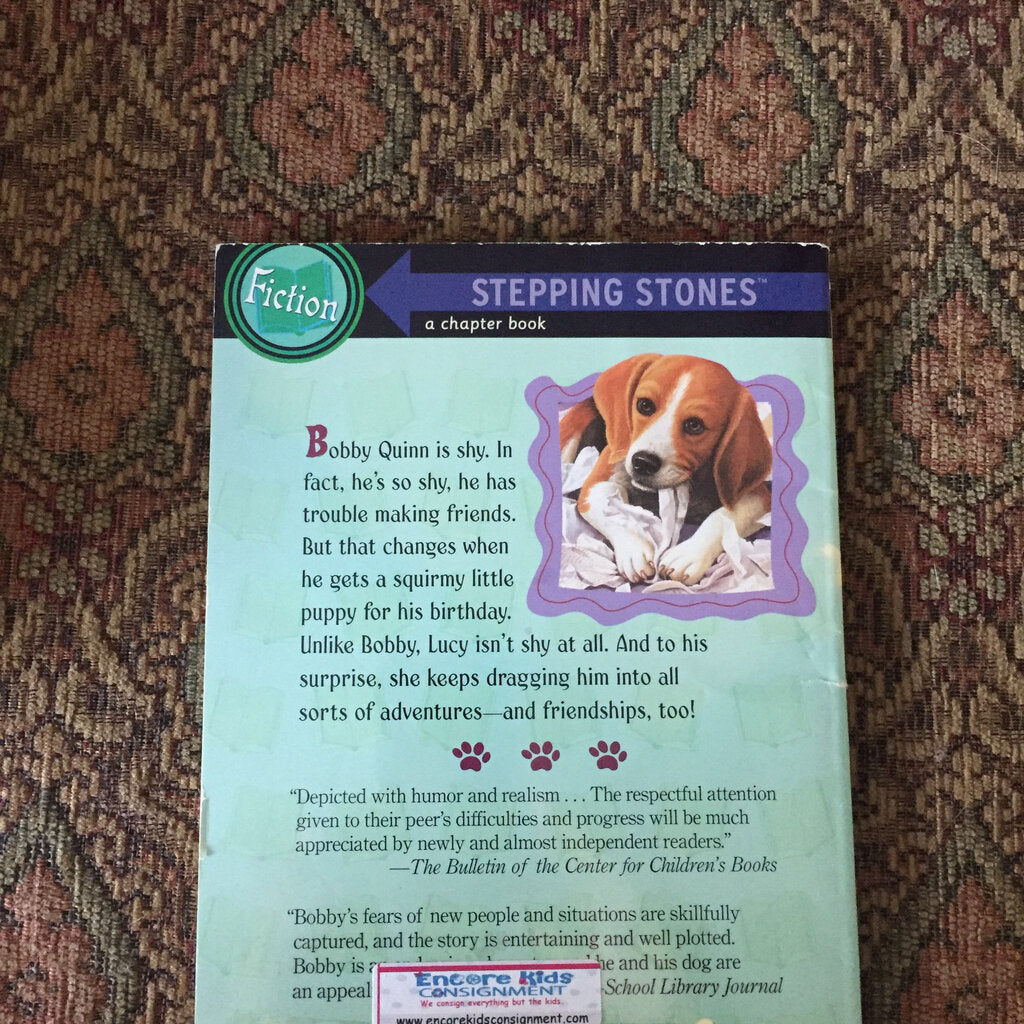 Fiction
STEPPING STONES™
a chapter book
Bobby Quinn is shy. In
fact, he's so shy, he has
trouble making friends.
But that changes when
he gets a squirmy little
puppy for his birthday.
Unlike Bobby, Lucy isn't shy at all. And to his
surprise, she keeps dragging him into all
sorts of adventures—and friendships, too!
“Depicted with humor and realism . . . The respectful attention
given to their peer's difficulties and progress will be much
appreciated by newly and almost independent readers.”
—The Bulletin of the Center for Children's Books
“Bobby's fears of new people and situations are skillfully
captured, and the story is entertaining and well plotted.
Bobby is he and his dog are
an appeal —School Library Journal
Encore Kids
CONSIGNMENT
We consign everything but the kids.
www.encorekidsconsignment.com